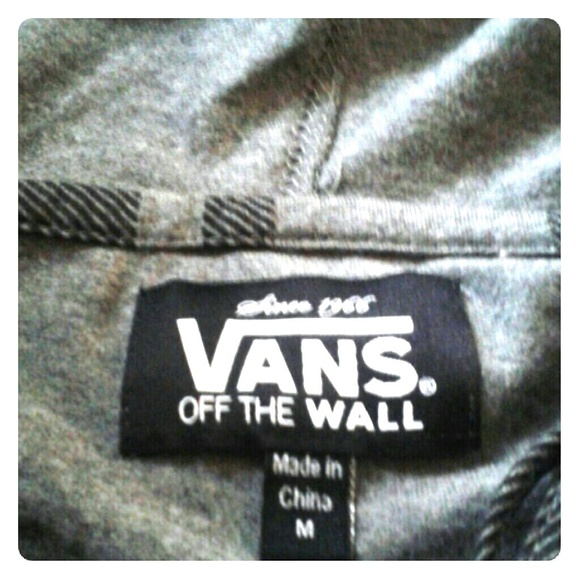 Since 1966
VANS®
OFF THE WALL
Made in
China
M